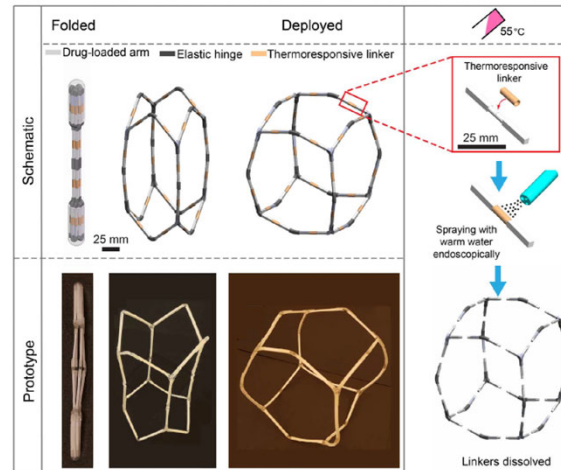 Folded
Deployed
55°C
Drug-loaded arm
Elastic hinge
Thermoresponsive linker
Schematic
25 mm
Thermoresponsive
linker
25 mm
Spraying with
warm water
endoscopically
Prototype
Linkers dissolved